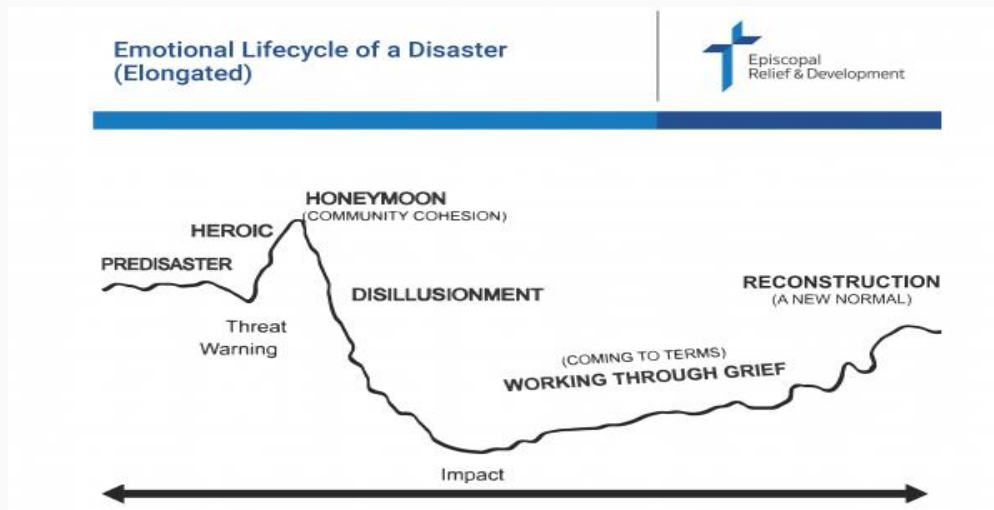 Emotional Lifecycle of a Disaster
(Elongated)
Episcopal
Relief & Development
HONEYMOON
(COMMUNITY COHESION)
HEROIC
PREDISASTER
Threat
Warning
DISILLUSIONMENT
RECONSTRUCTION
(A NEW NORMAL)
(COMING TO TERMS)
WORKING THROUGH GRIEF
Impact